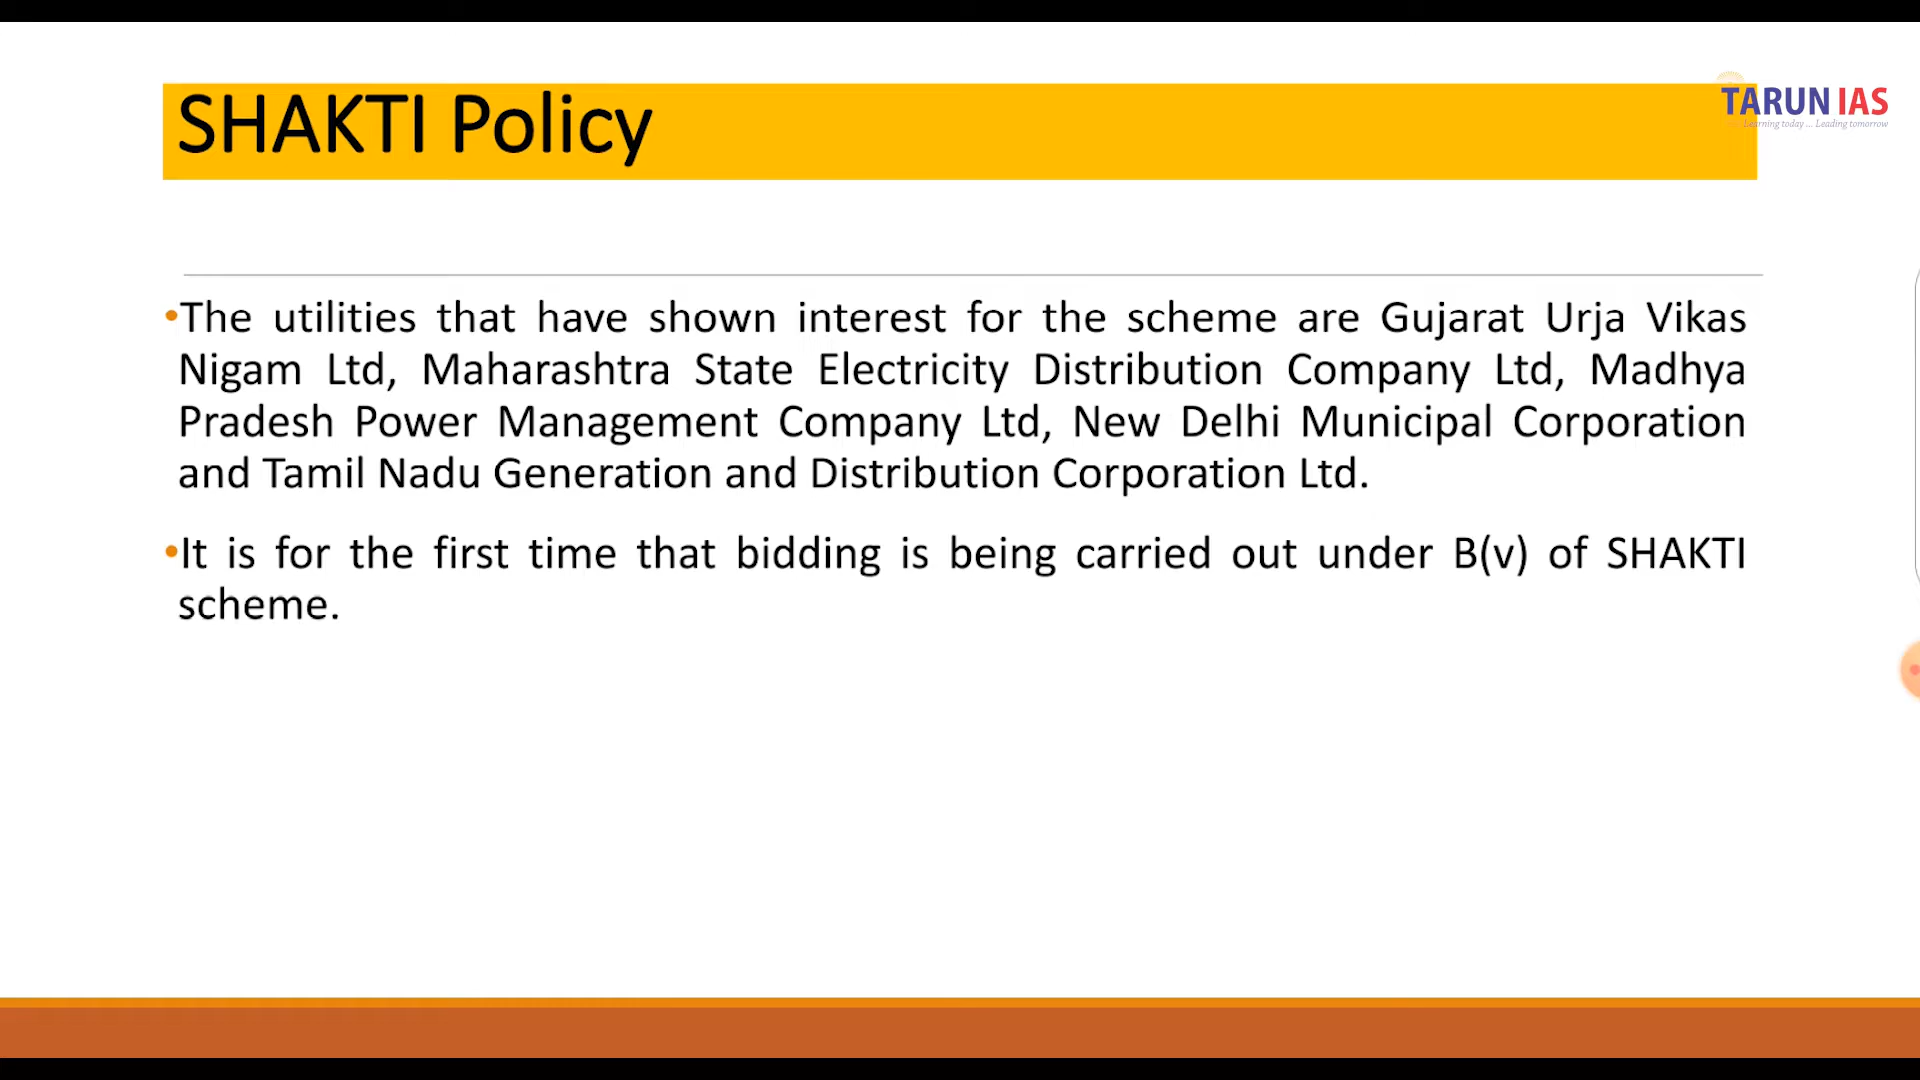 SHAKTI Policy
TARUN IAS
Learning today ... Leading tomorrow
•The utilities that have shown interest for the scheme are Gujarat Urja Vikas
Nigam Ltd, Maharashtra State Electricity Distribution Company Ltd, Madhya
Pradesh Power Management Company Ltd, New Delhi Municipal Corporation
and Tamil Nadu Generation and Distribution Corporation Ltd.
•It is for the first time that bidding is being carried out under B(v) of SHAKTI
scheme.